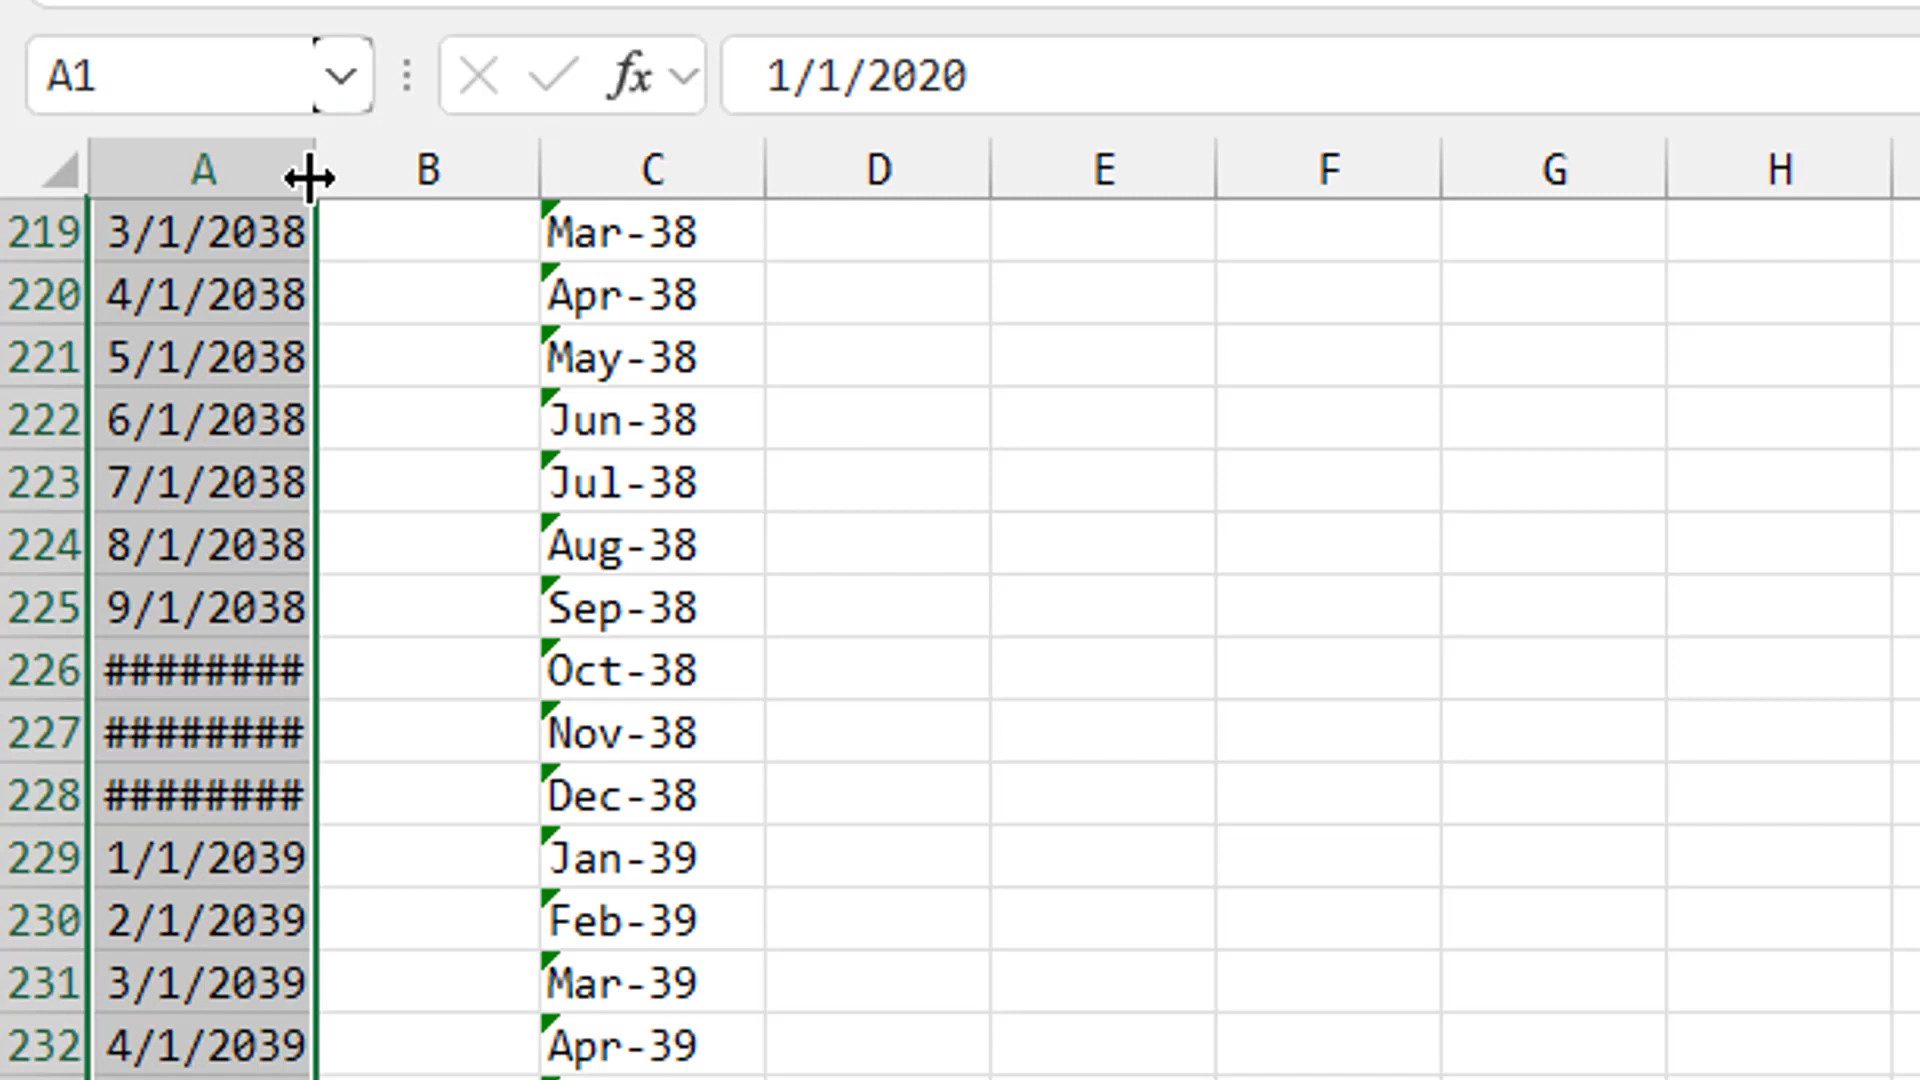 A1 fx 1/1/2020
A B C D E F G H
219 3/1/2038 Mar-38
220 4/1/2038 Apr-38
221 5/1/2038 May-38
222 6/1/2038 Jun-38
223 7/1/2038 Jul-38
224 8/1/2038 Aug-38
225 9/1/2038 Sep-38
226 ######## Oct-38
227 ######## Nov-38
228 ######## Dec-38
229 1/1/2039 Jan-39
230 2/1/2039 Feb-39
231 3/1/2039 Mar-39
232 4/1/2039 Apr-39